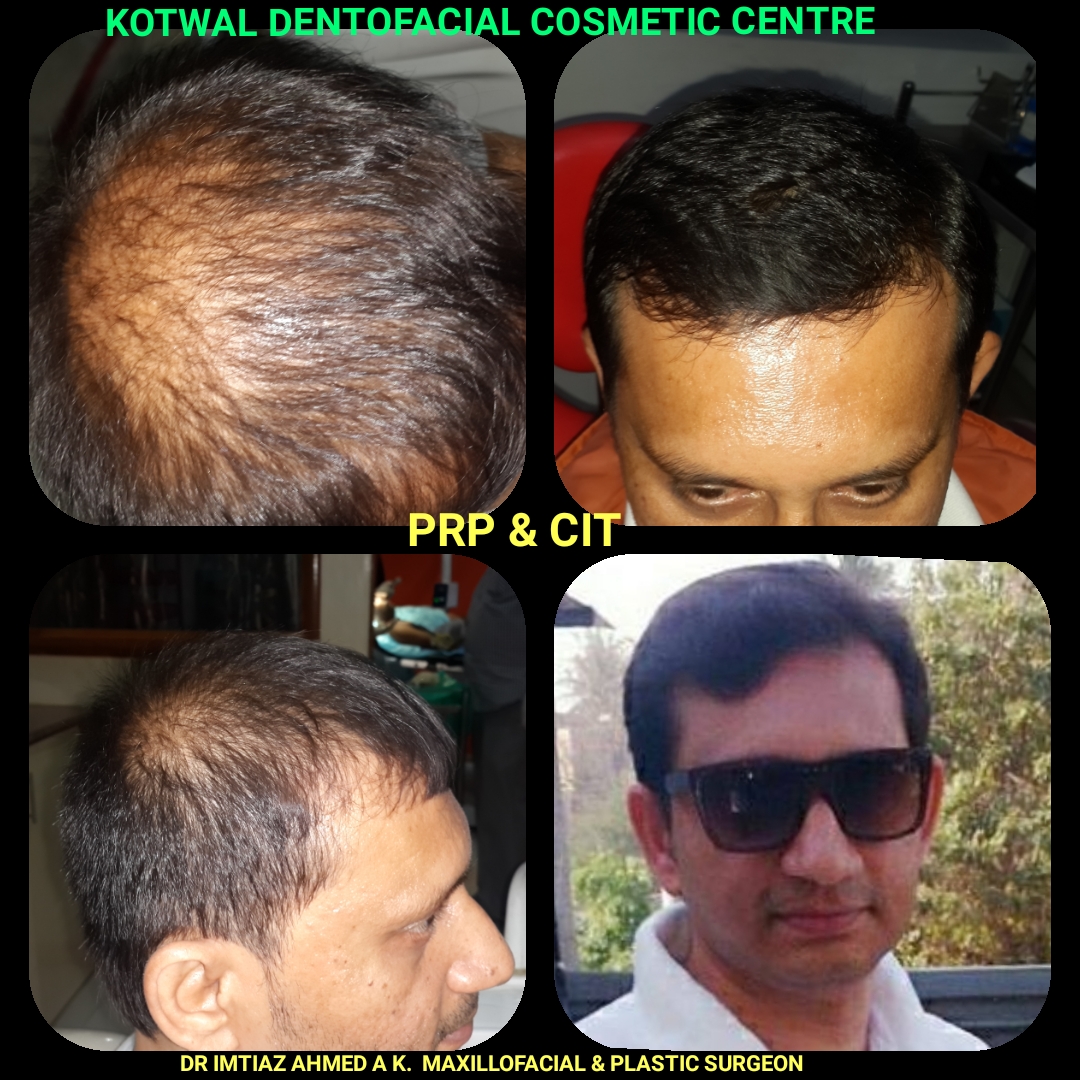 KOTWAL DENTOFACIAL COSMETIC CENTRE
PRP & CIT
DR IMTIAZ AHMED A K. MAXILLOFACIAL & PLASTIC SURGEON